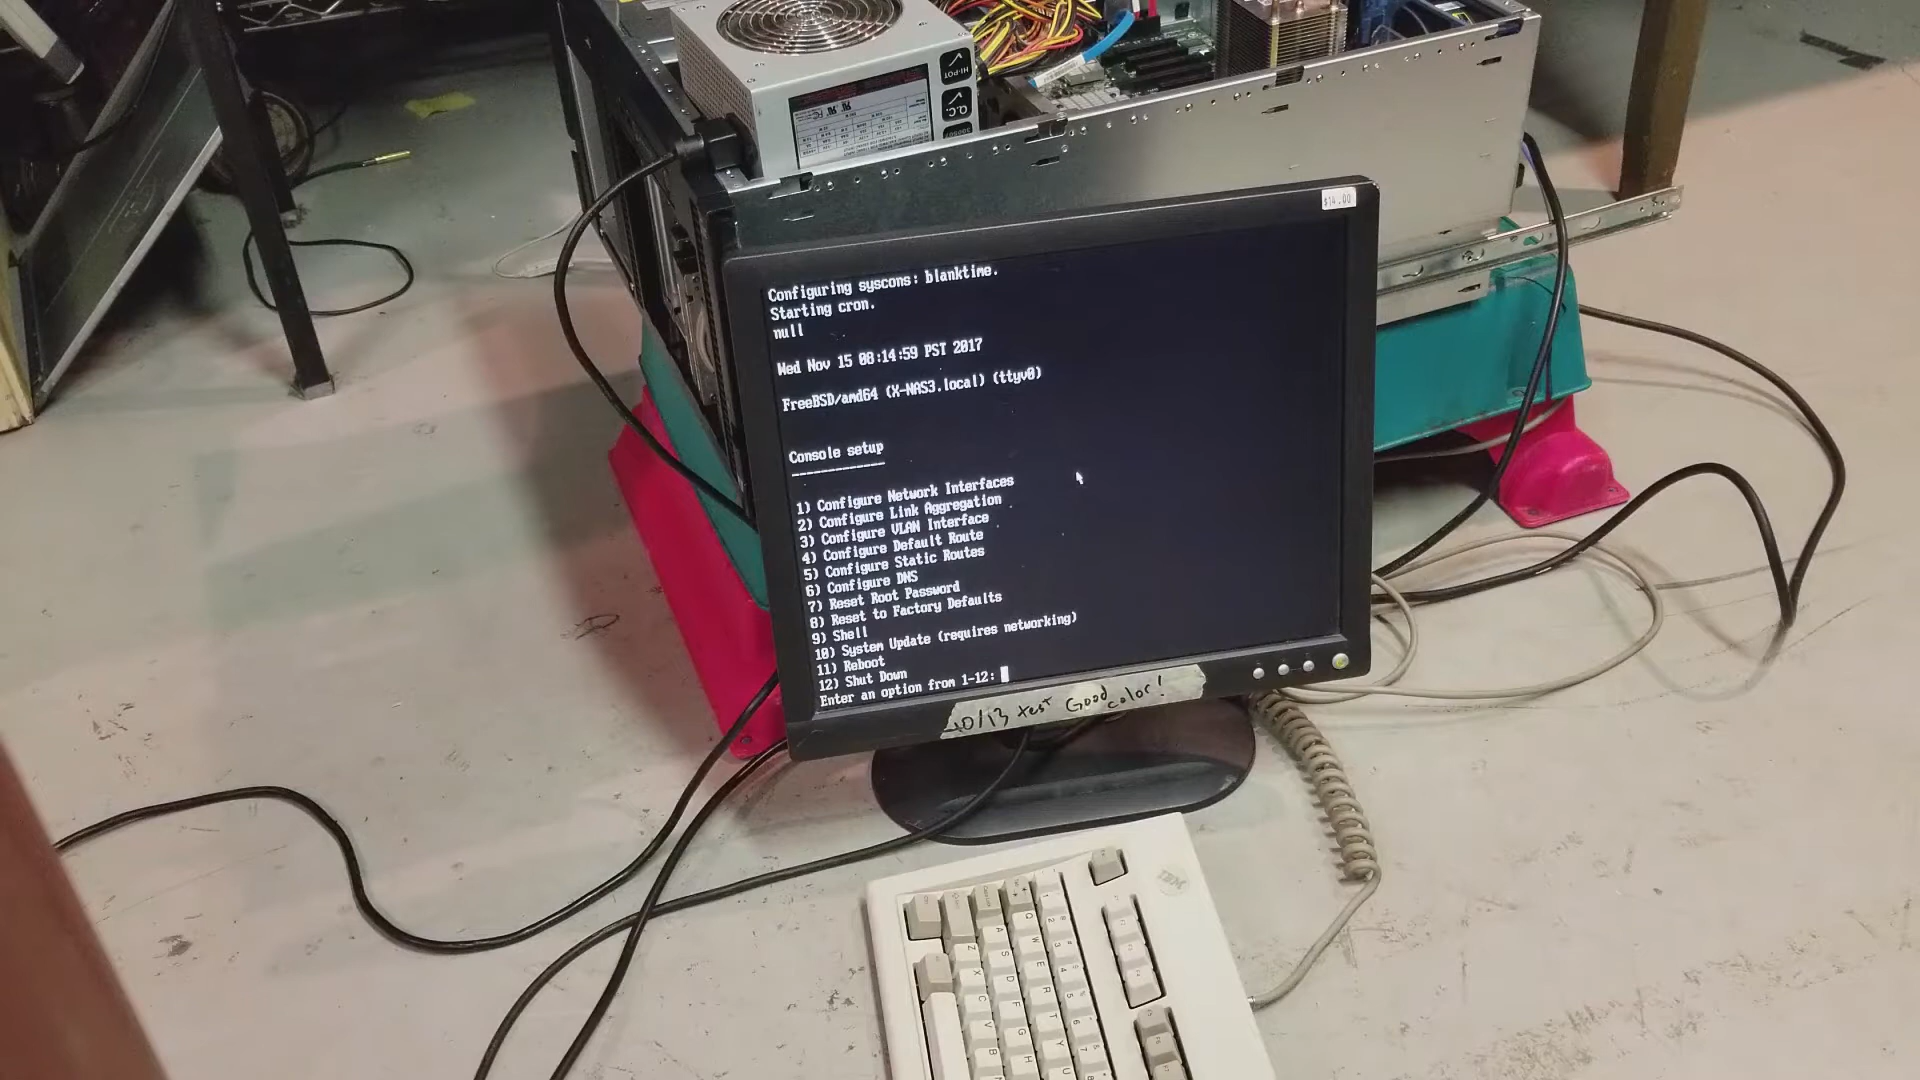 HI-POT
Q.C.
FC
$14.00
Configuring syscons: blanktime.
Starting cron.
null
Wed Nov 15 08:14:59 PST 2017
FreeBSD/amd64 (X-NAS3.local) (ttyv0)
Console setup
-------------
1) Configure Network Interfaces
2) Configure Link Aggregation
3) Configure VLAN Interface
4) Configure Default Route
5) Configure Static Routes
6) Configure DNS
7) Reset Root Password
8) Reset to Factory Defaults
9) Shell
10) System Update (requires networking)
11) Reboot
12) Shut Down
Enter an option from 1-12:
10/13 test Good
color!
IBM
Q W E R T Y U
A S D F G H
Z X C V B